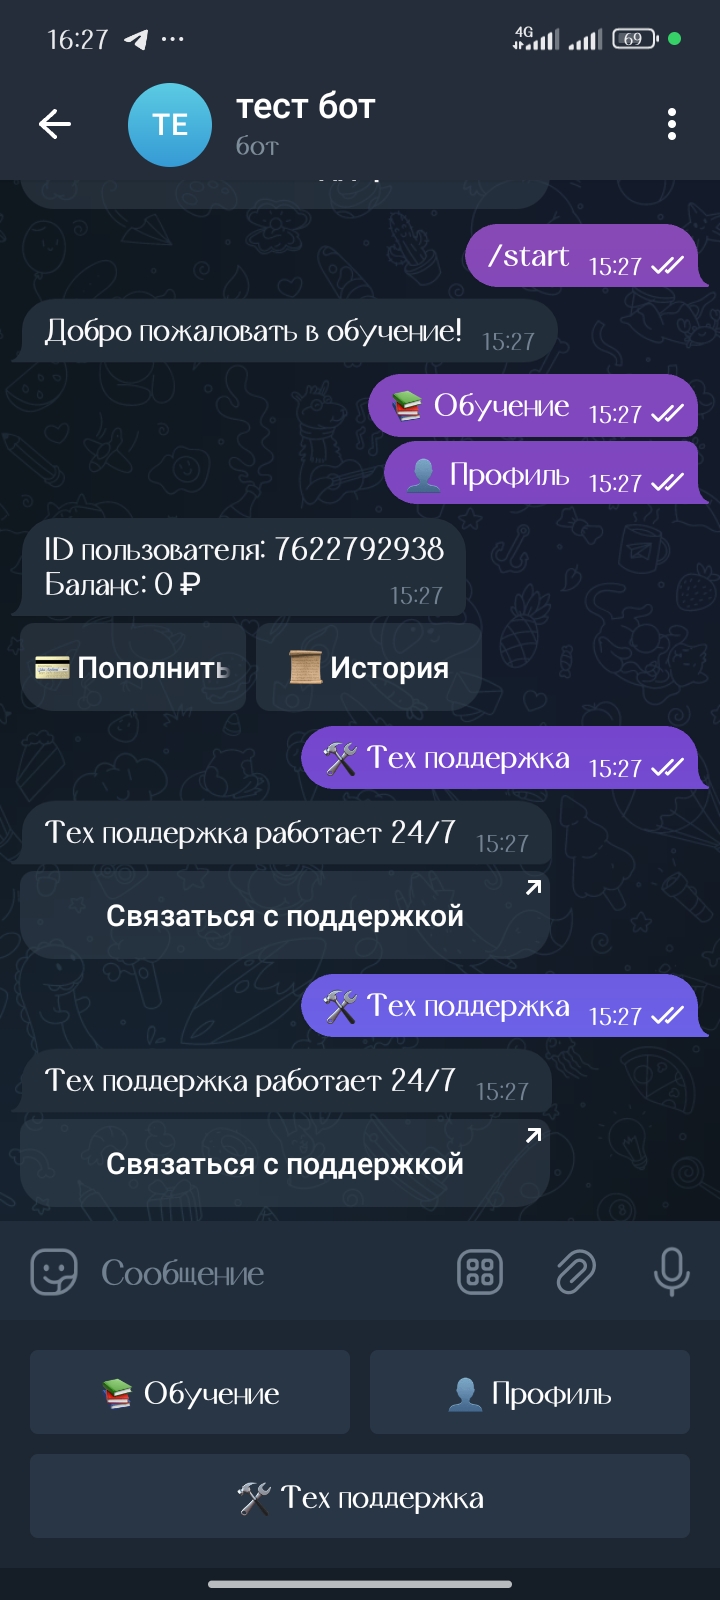 16:27
4G
69
TE
тест бот
бот
/start 15:27
Добро пожаловать в обучение! 15:27
📚 Обучение 15:27
👤 Профиль 15:27
ID пользователя: 7622792938
Баланс: 0 ₽ 15:27
💳 Пополнить
📜 История
🛠 Тех поддержка 15:27
Тех поддержка работает 24/7 15:27
Связаться с поддержкой
🛠 Тех поддержка 15:27
Тех поддержка работает 24/7 15:27
Связаться с поддержкой
Сообщение
📚 Обучение
👤 Профиль
🛠 Тех поддержка